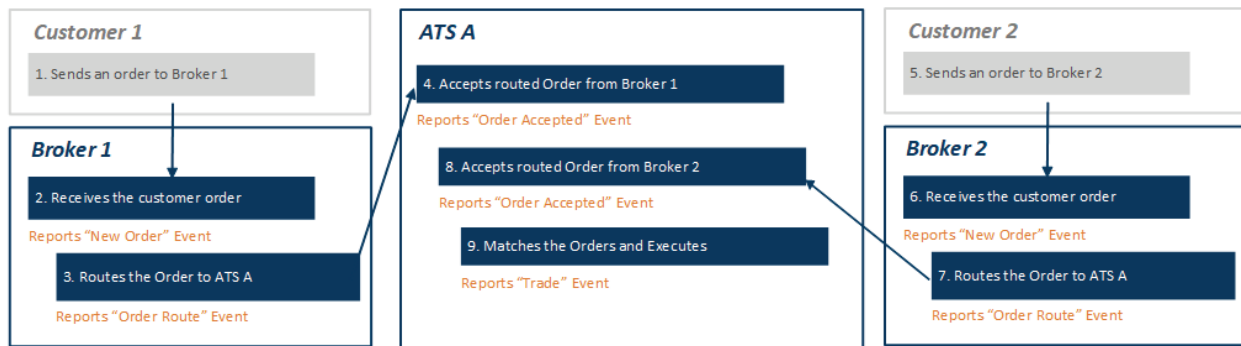 Customer 1
1. Sends an order to Broker 1
Broker 1
2. Receives the customer order
Reports “New Order” Event
3. Routes the Order to ATS A
Reports “Order Route” Event
ATS A
4. Accepts routed Order from Broker 1
Reports “Order Accepted” Event
8. Accepts routed Order from Broker 2
Reports “Order Accepted” Event
9. Matches the Orders and Executes
Reports “Trade” Event
Customer 2
5. Sends an order to Broker 2
Broker 2
6. Receives the customer order
Reports “New Order” Event
7. Routes the Order to ATS A
Reports “Order Route” Event